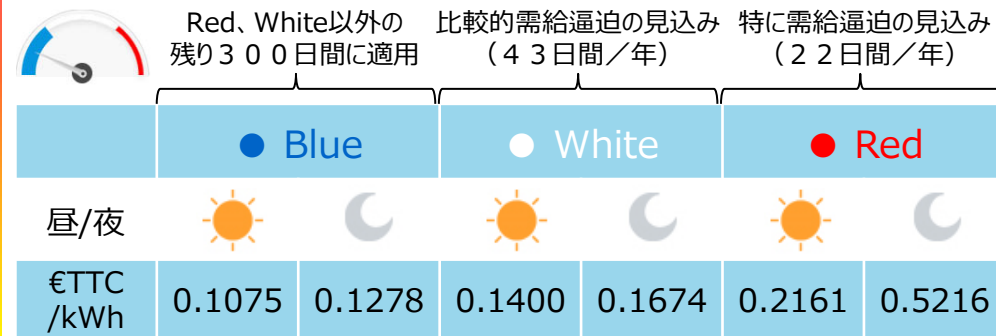 Red、White以外の
残り３００日間に適用
比較的需給逼迫の見込み
（４３日間／年）
特に需給逼迫の見込み
（２２日間／年）
● Blue
● White
● Red
昼/夜
€TTC
/kWh
0.1075
0.1278
0.1400
0.1674
0.2161
0.5216